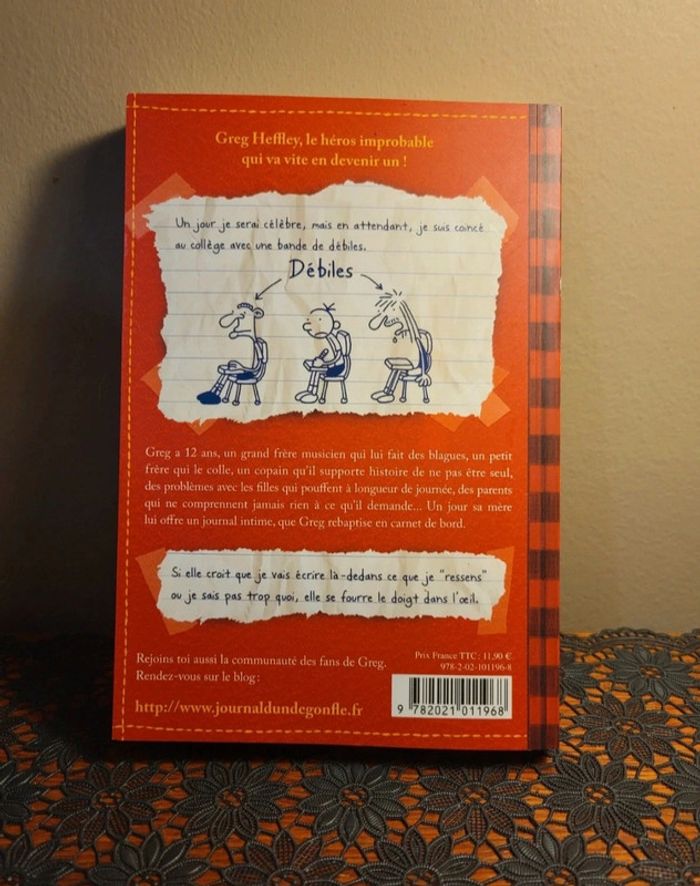 Greg Heffley, le héros improbable
qui va vite en devenir un !
Un jour je serai célèbre, mais en attendant, je suis coincé
au collège avec une bande de débiles.
Débiles
Greg a 12 ans, un grand frère musicien qui lui fait des blagues, un petit
frère qui le colle, un copain qu'il supporte histoire de ne pas être seul,
des problèmes avec les filles qui pouffent à longueur de journée, des parents
qui ne comprennent jamais rien à ce qu'il demande... Un jour sa mère
lui offre un journal intime, que Greg rebaptise en carnet de bord.
Si elle croit que je vais écrire là-dedans ce que je "ressens"
ou je sais pas trop quoi, elle se fourre le doigt dans l'œil.
Rejoins toi aussi la communauté des fans de Greg.
Rendez-vous sur le blog :
http://www.journaldundegonfle.fr
Prix France TTC : 11,90 €
978-2-02-101196-8
9 782021 011968